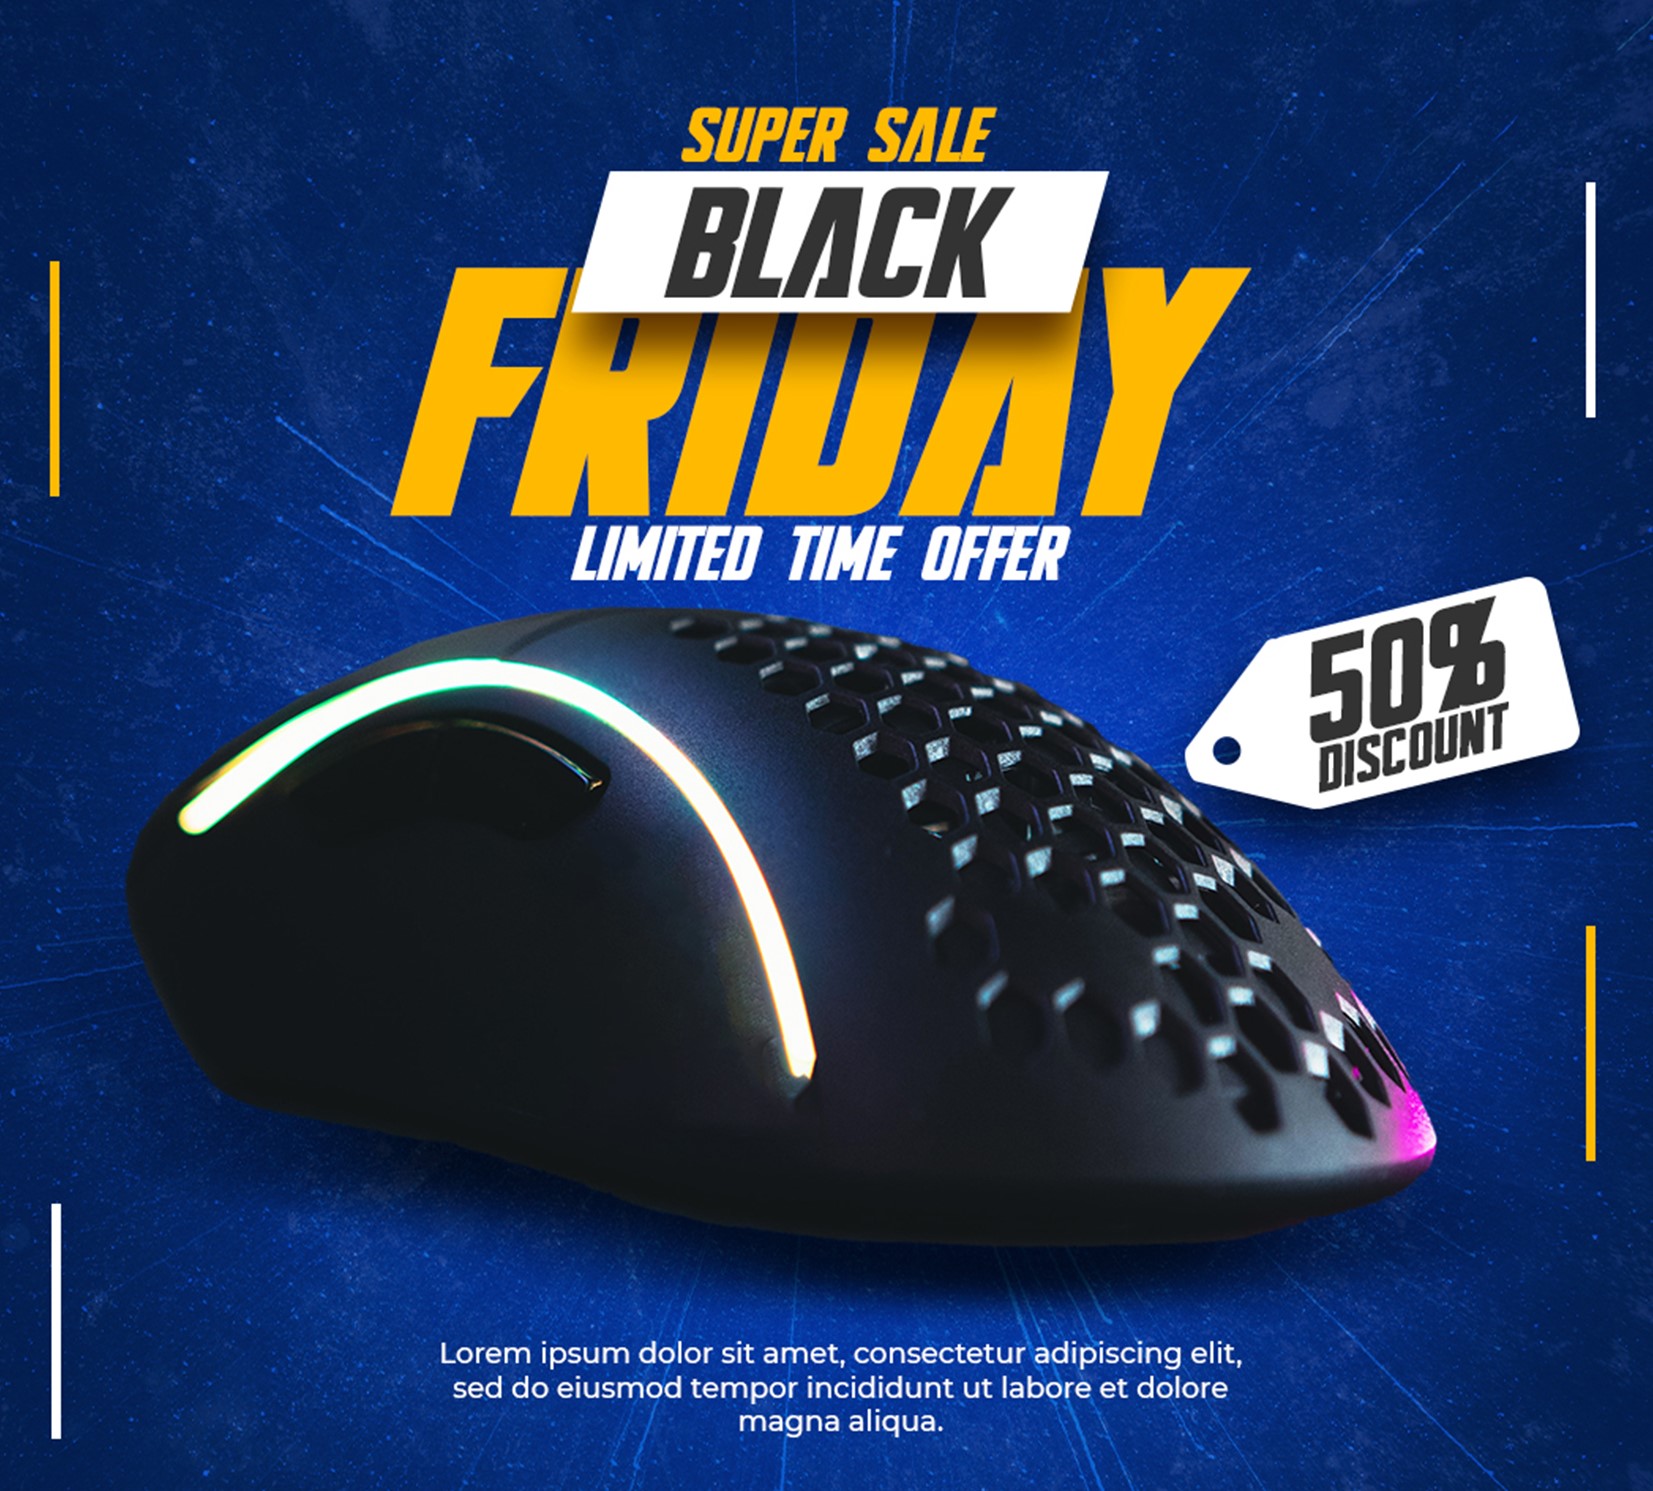 SUPER SALE
BLACK
FRIDAY
LIMITED TIME OFFER
50%
DISCOUNT
Lorem ipsum dolor sit amet, consectetur adipiscing elit,
sed do eiusmod tempor incididunt ut labore et dolore
magna aliqua.